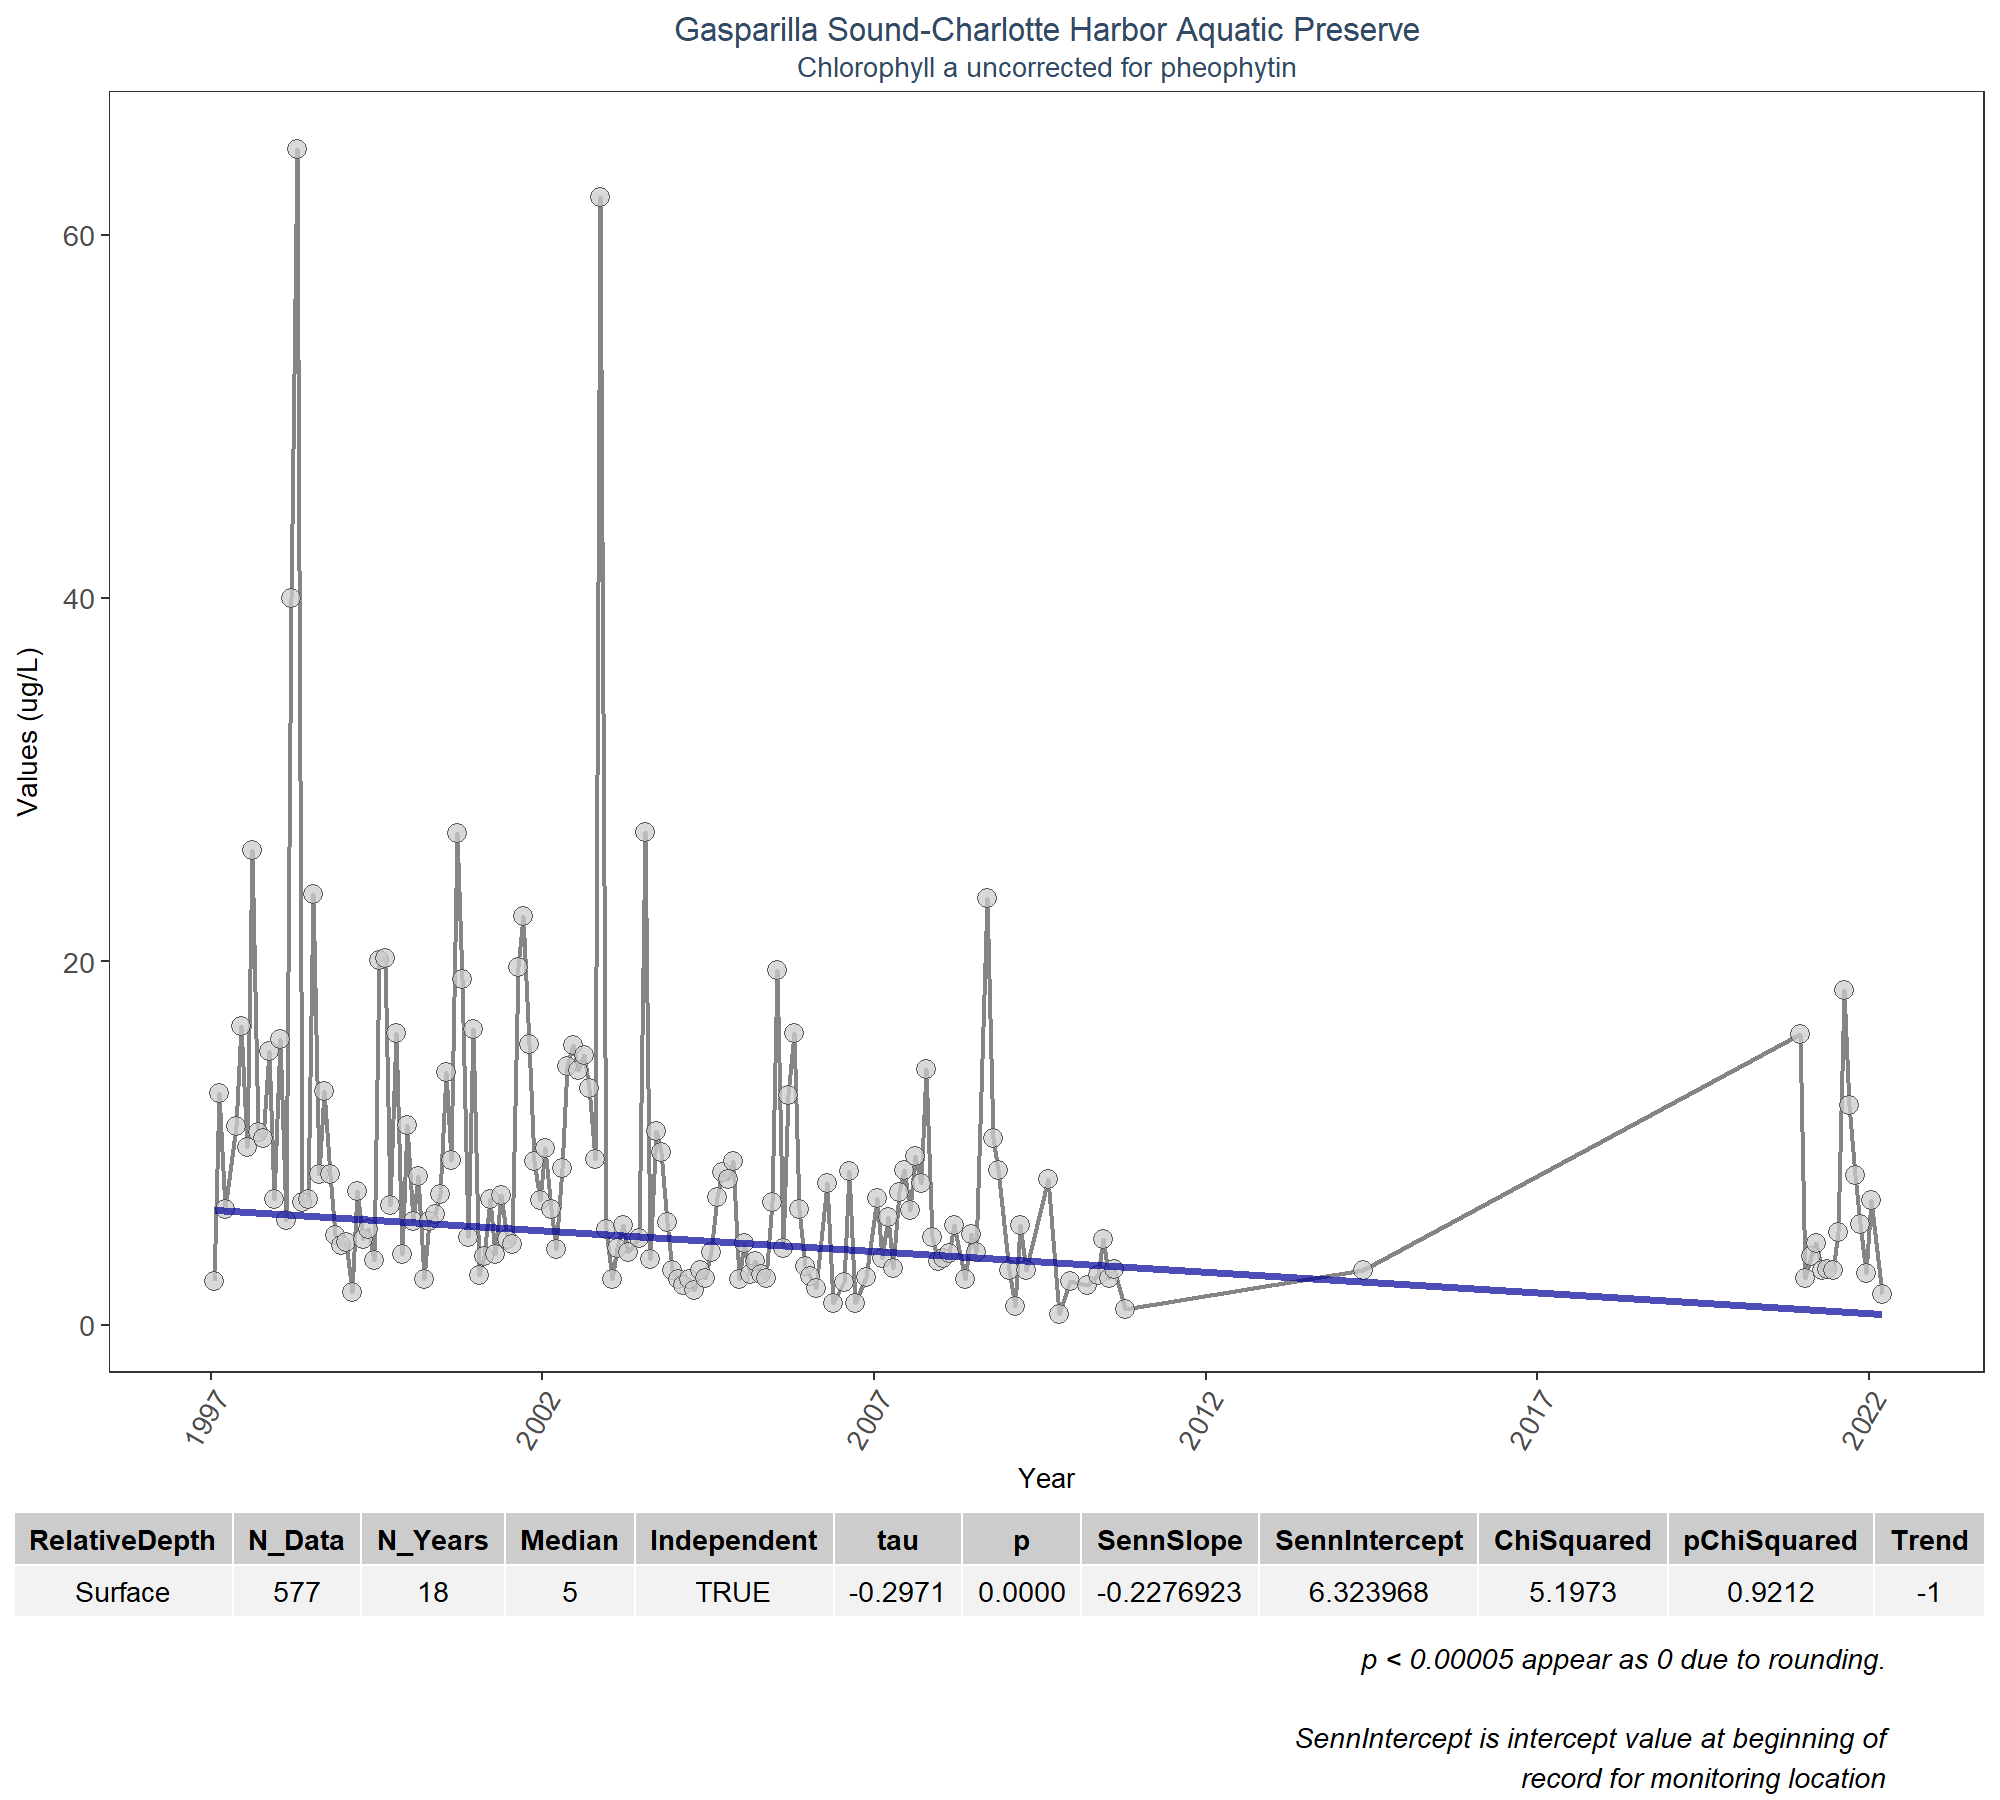 Gasparilla Sound-Charlotte Harbor Aquatic Preserve
Chlorophyll a uncorrected for pheophytin
60
40
20
0
Values (ug/L)
1997
2002
2007
2012
2017
2022
Year
RelativeDepth N_Data N_Years Median Independent tau p SennSlope SennIntercept ChiSquared pChiSquared Trend
Surface 577 18 5 TRUE -0.2971 0.0000 -0.2276923 6.323968 5.1973 0.9212 -1
p < 0.00005 appear as 0 due to rounding.
SennIntercept is intercept value at beginning of
record for monitoring location